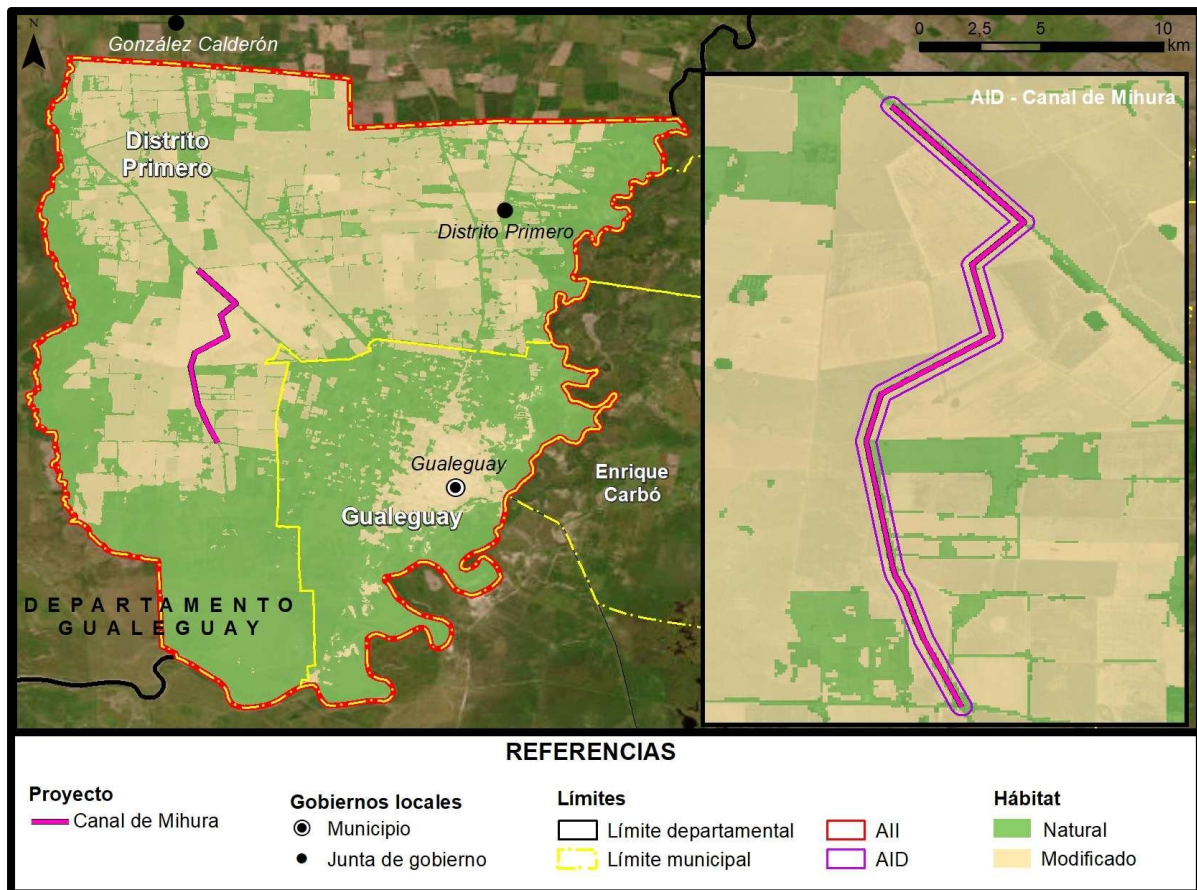 N
González Calderón
0 2,5 5 10
km
AID - Canal de Mihura
Distrito
Primero
Distrito Primero
Gualeguay
Gualeguay
Enrique
Carbó
DEPARTAMENTO
GUALEGUAY
REFERENCIAS
Proyecto
Canal de Mihura
Gobiernos locales
Municipio
Junta de gobierno
Límites
Límite departamental
Límite municipal
AII
AID
Hábitat
Natural
Modificado